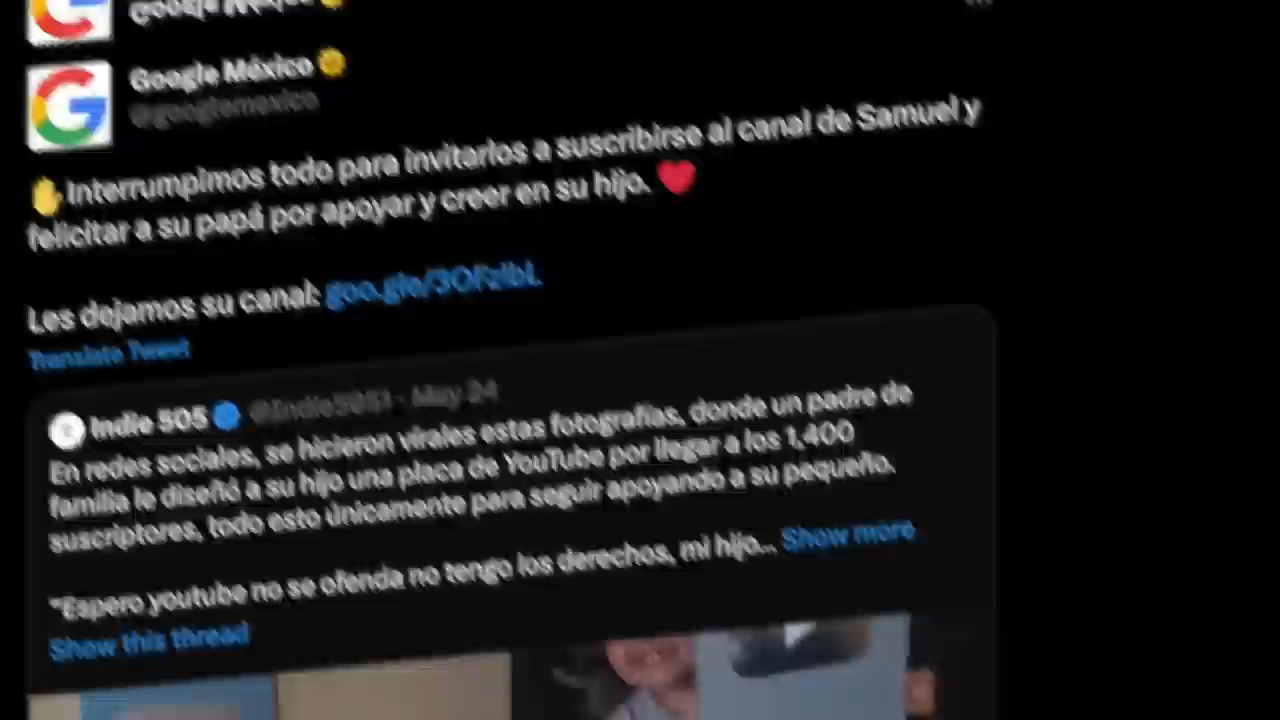 Google México
Google México
@googlemexico
Interrumpimos todo para invitarlos a suscribirse al canal de Samuel y
felicitar a su papá por apoyar y creer en su hijo.
Les dejamos su canal:
Translate Tweet
Indie 505 @Indie5051 · May 24
En redes sociales, se hicieron virales estas fotografías, donde un padre de
familia le diseñó a su hijo una placa de YouTube por llegar a los 1,400
suscriptores, todo esto únicamente para seguir apoyando a su pequeño.
"Espero youtube no se ofenda no tengo los derechos, mi hijo... Show more
Show this thread